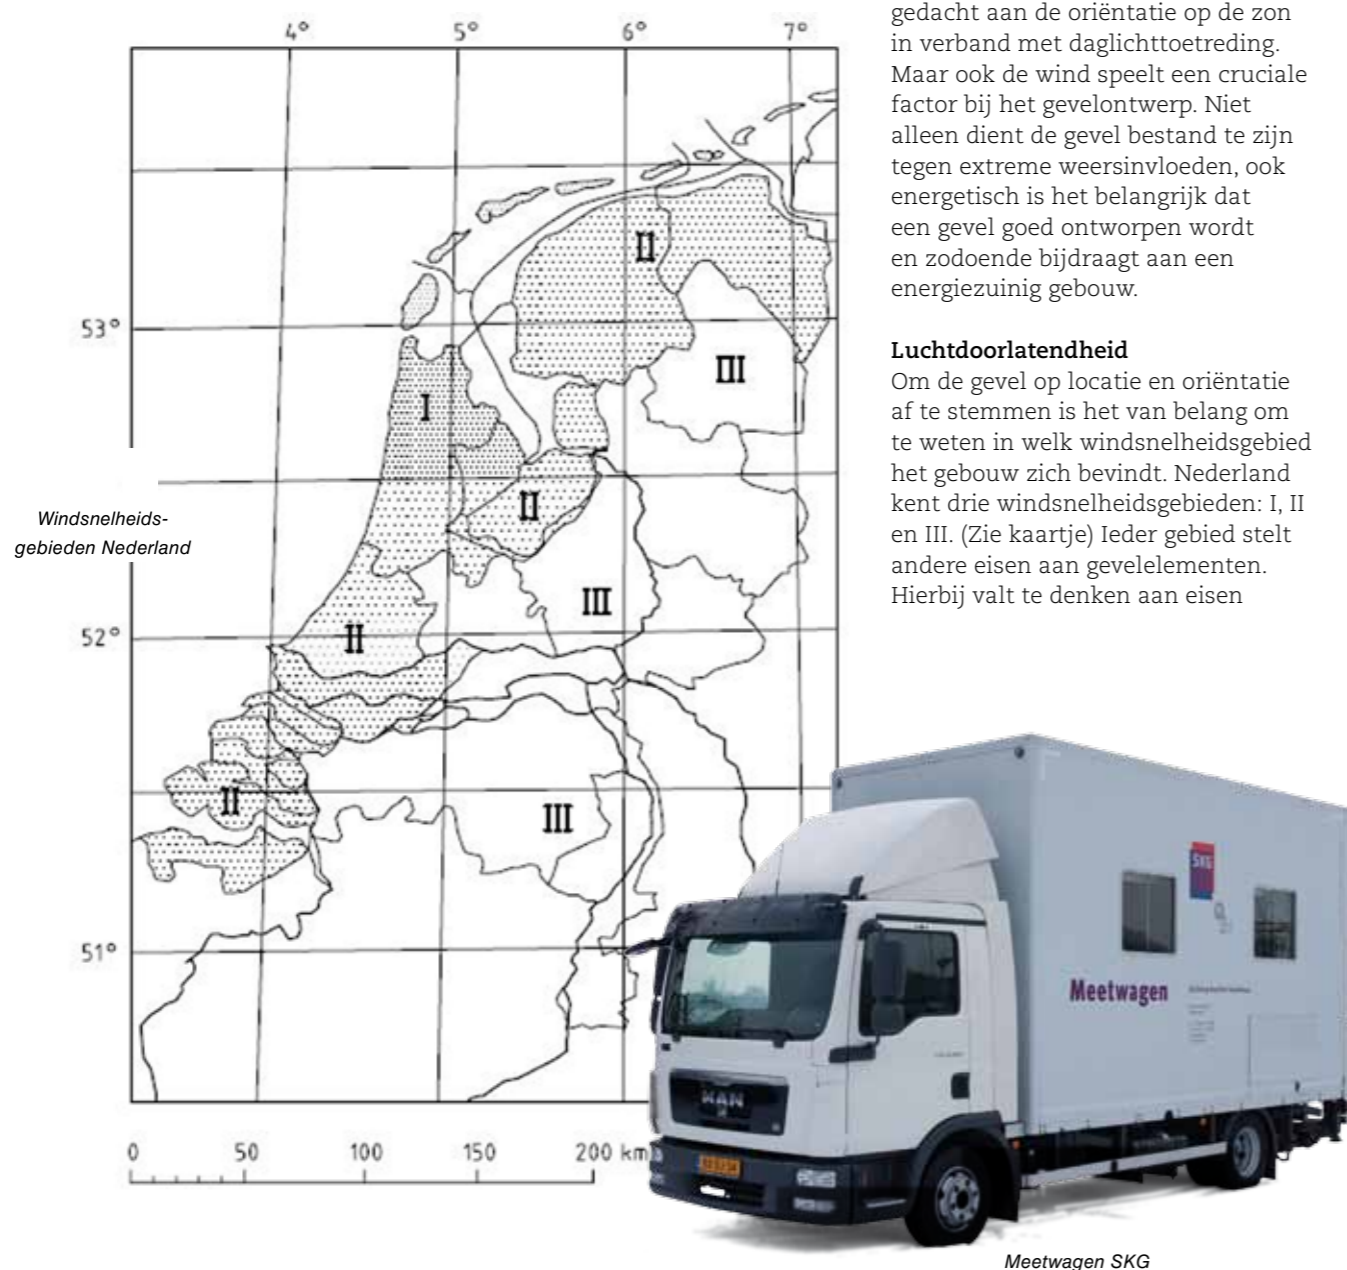 4°
5°
6°
7°
53°
52°
51°
II
III
I
II
III
II
II
III
0
50
100
150
200 km
Windsnelheids-
gebieden Nederland
gedacht aan de oriëntatie op de zon
in verband met daglichttoetreding.
Maar ook de wind speelt een cruciale
factor bij het gevelontwerp. Niet
alleen dient de gevel bestand te zijn
tegen extreme weersinvloeden, ook
energetisch is het belangrijk dat
een gevel goed ontworpen wordt
en zodoende bijdraagt aan een
energiezuinig gebouw.
Luchtdoorlatendheid
Om de gevel op locatie en oriëntatie
af te stemmen is het van belang om
te weten in welk windsnelheidsgebied
het gebouw zich bevindt. Nederland
kent drie windsnelheidsgebieden: I, II
en III. (Zie kaartje) Ieder gebied stelt
andere eisen aan gevelelementen.
Hierbij valt te denken aan eisen
SKG
Meetwagen
MAN
Meetwagen SKG